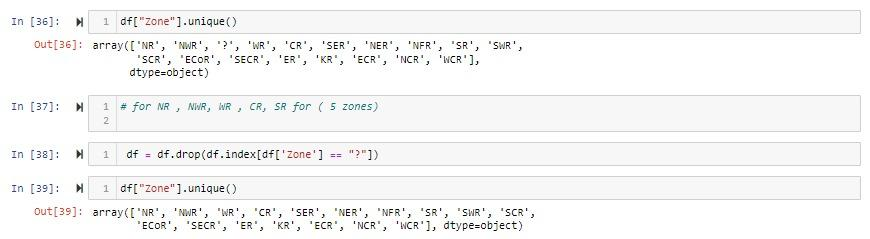 In [36]: 1 df["Zone"].unique()
Out[36]: array(['NR', 'NWR', '?', 'WR', 'CR', 'SER', 'NER', 'NFR', 'SR', 'SWR',
'SCR', 'ECoR', 'SECR', 'ER', 'KR', 'ECR', 'NCR', 'WCR'],
dtype=object)
In [37]: 1 # for NR , NWR, WR , CR, SR for ( 5 zones)
2
In [38]: 1 df = df.drop(df.index[df['Zone'] == "?"])
In [39]: 1 df["Zone"].unique()
Out[39]: array(['NR', 'NWR', 'WR', 'CR', 'SER', 'NER', 'NFR', 'SR', 'SWR', 'SCR',
'ECoR', 'SECR', 'ER', 'KR', 'ECR', 'NCR', 'WCR'], dtype=object)